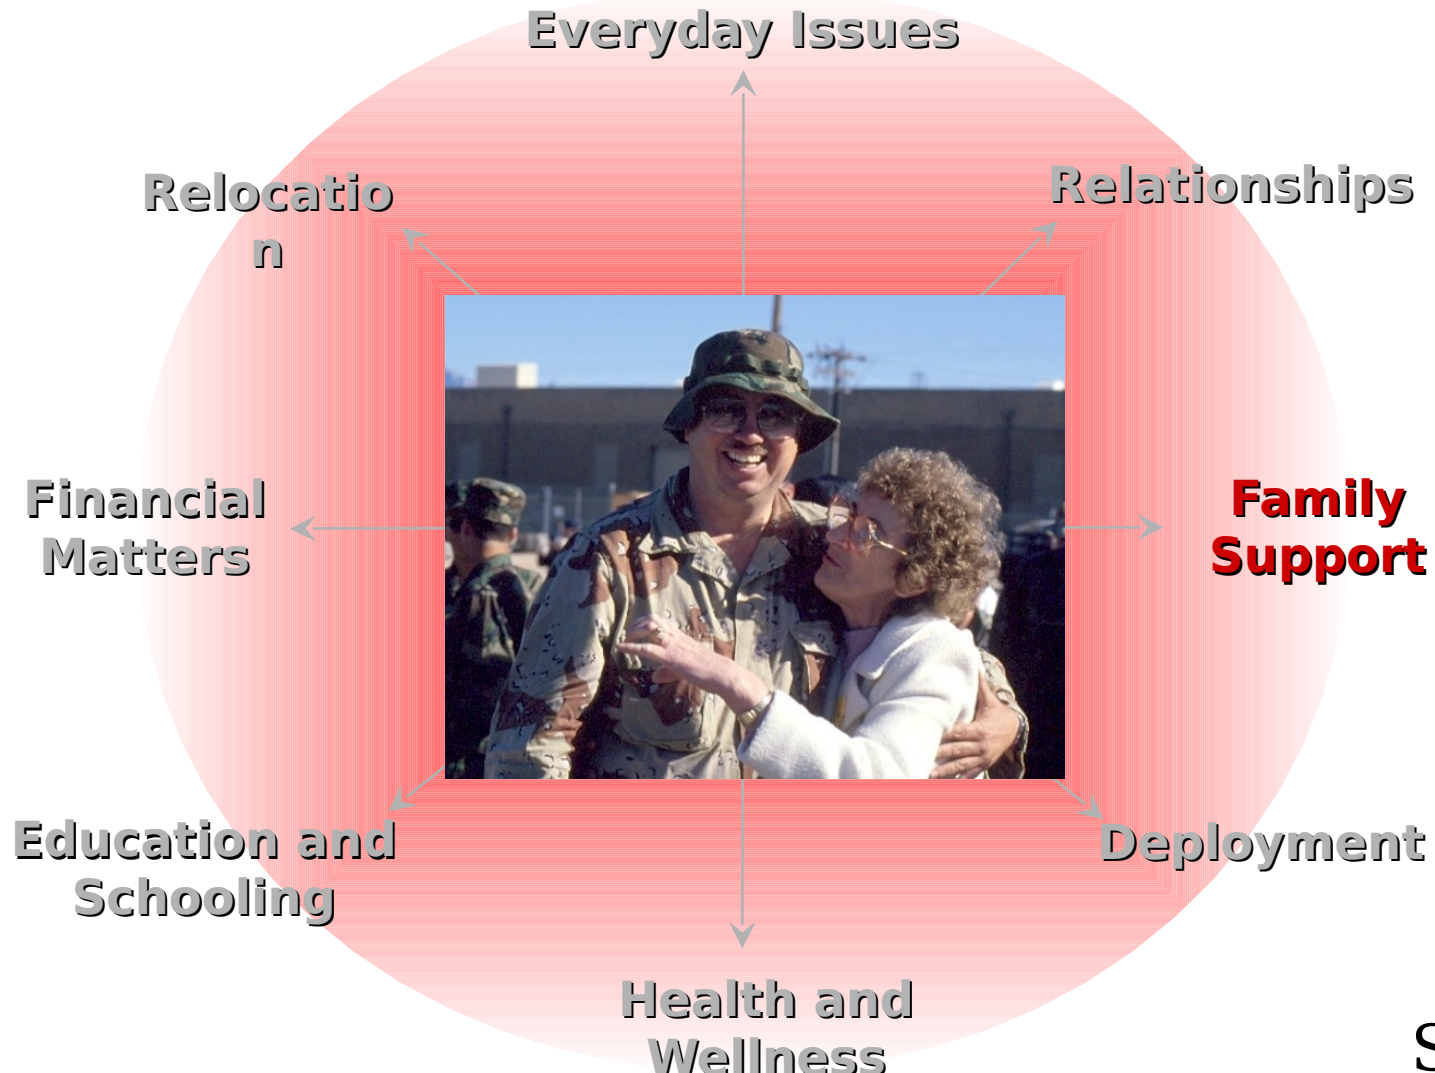 Everyday Issues
Relocatio
n
Relationships
Financial
Matters
Family
Support
Education and
Schooling
Deployment
Health and
Wellness
S